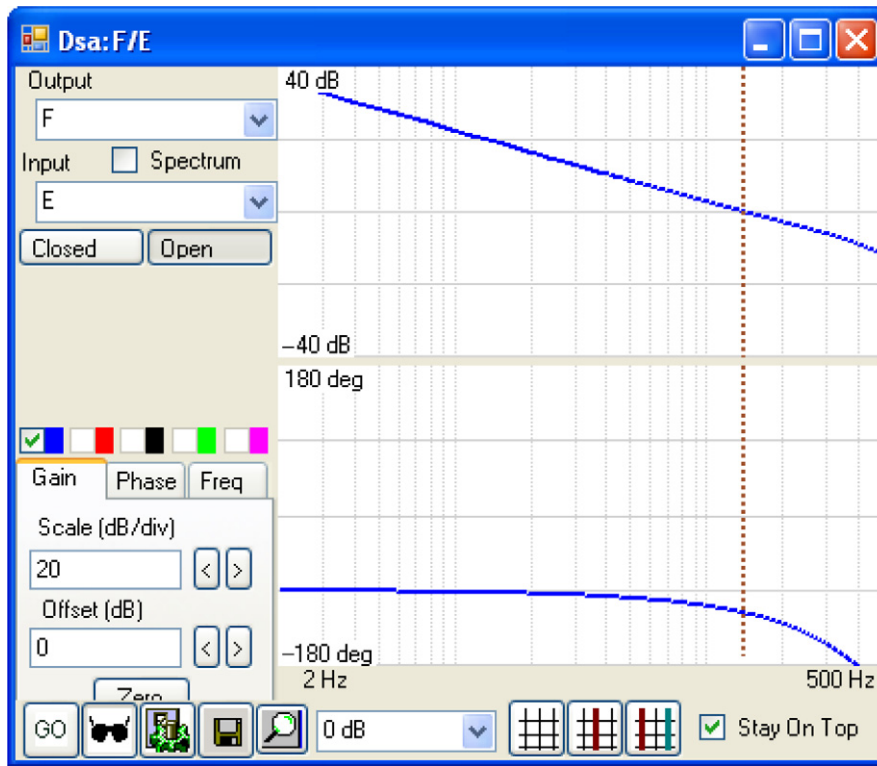 Dsa: F/E
Output
F
Input Spectrum
E
Closed Open
Gain Phase Freq
Scale (dB/div)
20 < >
Offset (dB)
0 < >
Zero
40 dB
−40 dB
180 deg
−180 deg
2 Hz 500 Hz
GO 0 dB Stay On Top